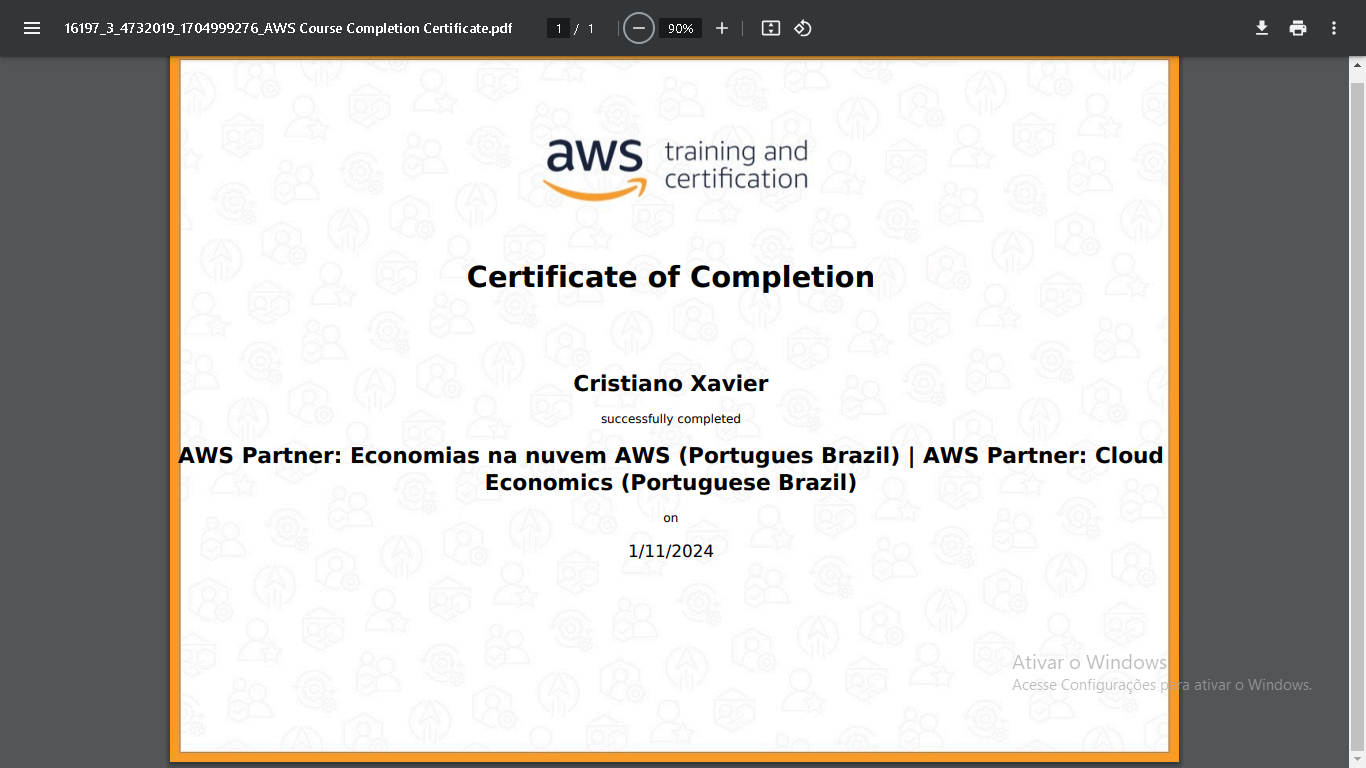 16197_3_4732019_1704999276_AWS Course Completion Certificate.pdf
1 / 1
90%
aws training and
certification
Certificate of Completion
Cristiano Xavier
successfully completed
AWS Partner: Economias na nuvem AWS (Portugues Brazil) | AWS Partner: Cloud
Economics (Portuguese Brazil)
on
1/11/2024
Ativar o Windows
Acesse Configurações para ativar o Windows.